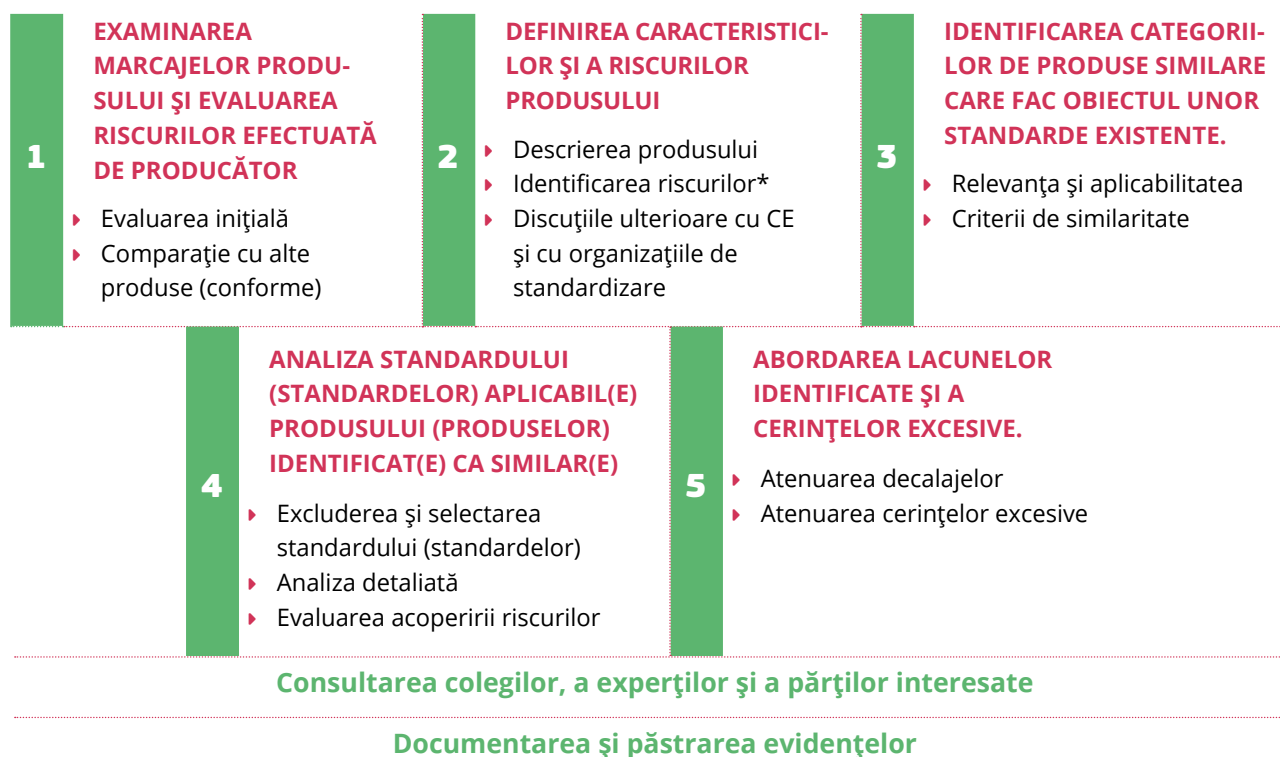 1
EXAMINAREA
MARCAJELOR PRODU-
SULUI ŞI EVALUAREA
RISCURILOR EFECTUATĂ
DE PRODUCĂTOR
Evaluarea iniţială
Comparaţie cu alte
produse (conforme)
2
DEFINIREA CARACTERISTICI-
LOR ŞI A RISCURILOR
PRODUSULUI
Descrierea produsului
Identificarea riscurilor*
Discuţiile ulterioare cu CE
şi cu organizaţiile de
standardizare
3
IDENTIFICAREA CATEGORII-
LOR DE PRODUSE SIMILARE
CARE FAC OBIECTUL UNOR
STANDARDE EXISTENTE.
Relevanţa şi aplicabilitatea
Criterii de similaritate
4
ANALIZA STANDARDULUI
(STANDARDELOR) APLICABIL(E)
PRODUSULUI (PRODUSELOR)
IDENTIFICAT(E) CA SIMILAR(E)
Excluderea şi selectarea
standardului (standardelor)
Analiza detaliată
Evaluarea acoperirii riscurilor
5
ABORDAREA LACUNELOR
IDENTIFICATE ŞI A
CERINŢELOR EXCESIVE.
Atenuarea decalajelor
Atenuarea cerinţelor excesive
Consultarea colegilor, a experţilor şi a părţilor interesate
Documentarea şi păstrarea evidenţelor